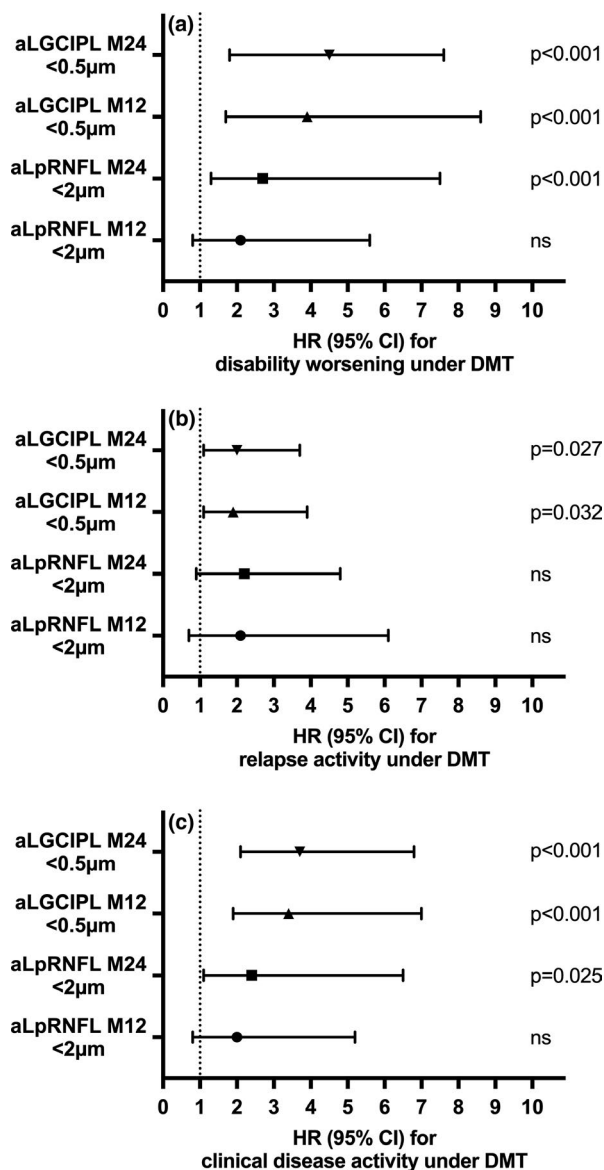 (a)
aLGCIPL M24
<0.5μm
p<0.001
aLGCIPL M12
<0.5μm
p<0.001
aLpRNFL M24
<2μm
p<0.001
aLpRNFL M12
<2μm
ns
0 1 2 3 4 5 6 7 8 9 10
HR (95% CI) for
disability worsening under DMT
(b)
aLGCIPL M24
<0.5μm
p=0.027
aLGCIPL M12
<0.5μm
p=0.032
aLpRNFL M24
<2μm
ns
aLpRNFL M12
<2μm
ns
0 1 2 3 4 5 6 7 8 9 10
HR (95% CI) for
relapse activity under DMT
(c)
aLGCIPL M24
<0.5μm
p<0.001
aLGCIPL M12
<0.5μm
p<0.001
aLpRNFL M24
<2μm
p=0.025
aLpRNFL M12
<2μm
ns
0 1 2 3 4 5 6 7 8 9 10
HR (95% CI) for
clinical disease activity under DMT